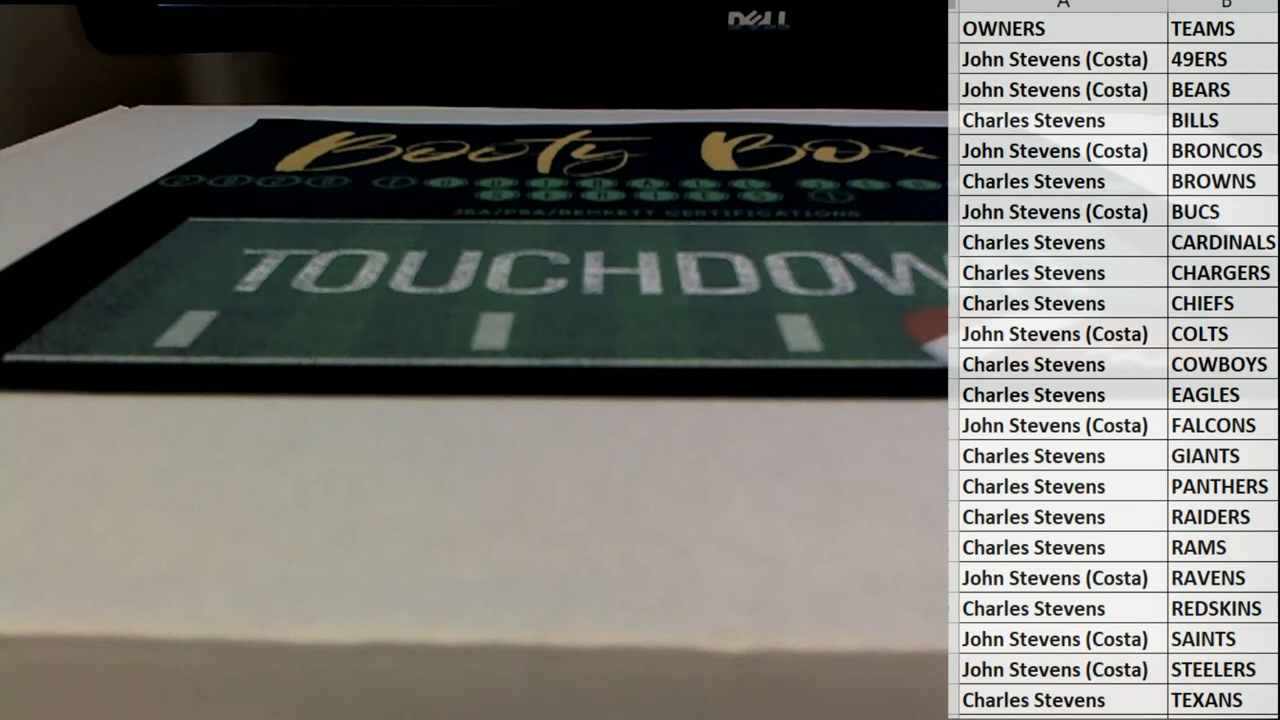 DELL
Booty Box
JSA/PSA/BECKETT CERTIFICATIONS
TOUCHDOW
A B
OWNERS TEAMS
John Stevens (Costa) 49ERS
John Stevens (Costa) BEARS
Charles Stevens BILLS
John Stevens (Costa) BRONCOS
Charles Stevens BROWNS
John Stevens (Costa) BUCS
Charles Stevens CARDINALS
Charles Stevens CHARGERS
Charles Stevens CHIEFS
John Stevens (Costa) COLTS
Charles Stevens COWBOYS
Charles Stevens EAGLES
John Stevens (Costa) FALCONS
Charles Stevens GIANTS
Charles Stevens PANTHERS
Charles Stevens RAIDERS
Charles Stevens RAMS
John Stevens (Costa) RAVENS
Charles Stevens REDSKINS
John Stevens (Costa) SAINTS
John Stevens (Costa) STEELERS
Charles Stevens TEXANS